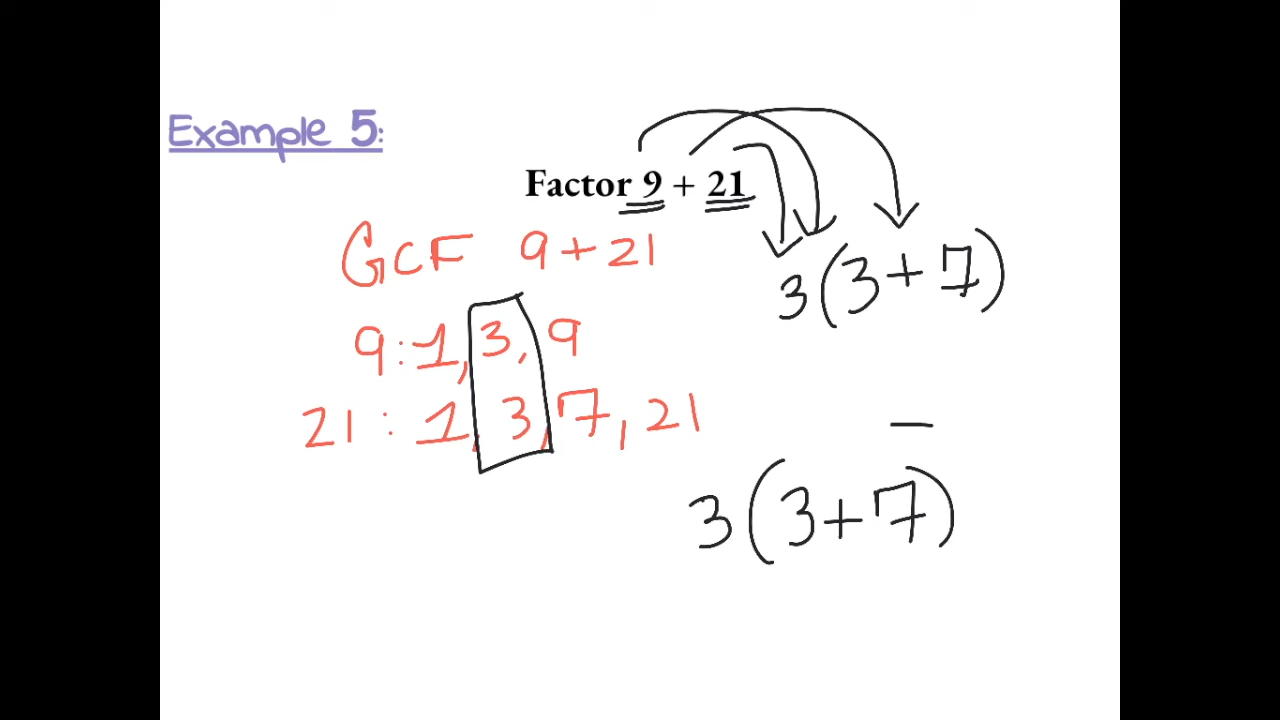 Example 5:
Factor 9 + 21
GCF 9 + 21
3(3+7)
9:1,3,9
21: 1,3,7,21
3(3+7)